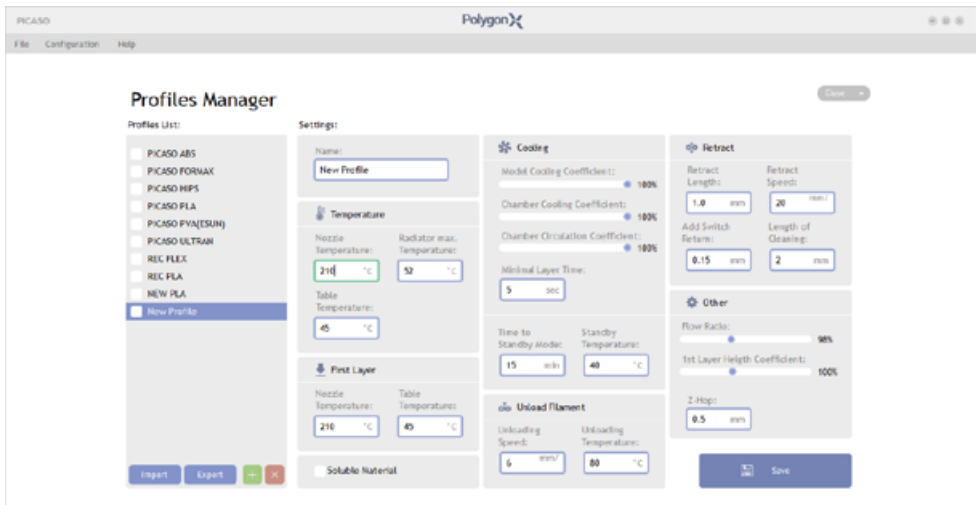 PICASO
Polygon X
File Configuration Help
Profiles Manager
Close
Profiles List:
PICASO ABS
PICASO FORMAX
PICASO HIPS
PICASO PLA
PICASO PVA(ESUN)
PICASO ULTRAN
REC FLEX
REC PLA
NEW PLA
New Profile
Import Export + ×
Settings:
Name:
New Profile
Temperature
Nozzle Temperature:
210 °C
Radiator max. Temperature:
52 °C
Table Temperature:
45 °C
First Layer
Nozzle Temperature:
210 °C
Table Temperature:
45 °C
Soluble Material
Cooling
Model Cooling Coefficient:
100%
Chamber Cooling Coefficient:
100%
Chamber Circulation Coefficient:
100%
Minimal Layer Time:
5 sec
Time to Standby Mode:
15 min
Standby Temperature:
40 °C
Unload Filament
Unloading Speed:
6 mm/
Unloading Temperature:
80 °C
Retract
Retract Length:
1.0 mm
Retract Speed:
20 mm/
Add Switch Return:
0.15 mm
Length of Cleaning:
2 mm
Other
Flow Ratio:
98%
1st Layer Heigth Coefficient:
100%
Z-Hop:
0.5 mm
Save